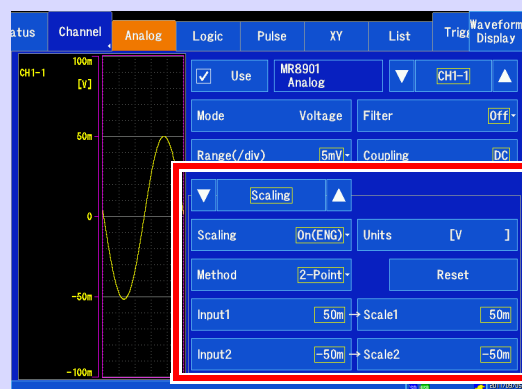 atus Channel Analog Logic Pulse XY List Trigg Waveform Display
CH1-1 100m [V]
50m
0
-50m
-100m
Use MR8901 Analog CH1-1
Mode Voltage Filter Off
Range(/div) 5mV Coupling DC
Scaling
Scaling On(ENG) Units [V ]
Method 2-Point Reset
Input1 50m → Scale1 50m
Input2 -50m → Scale2 -50m